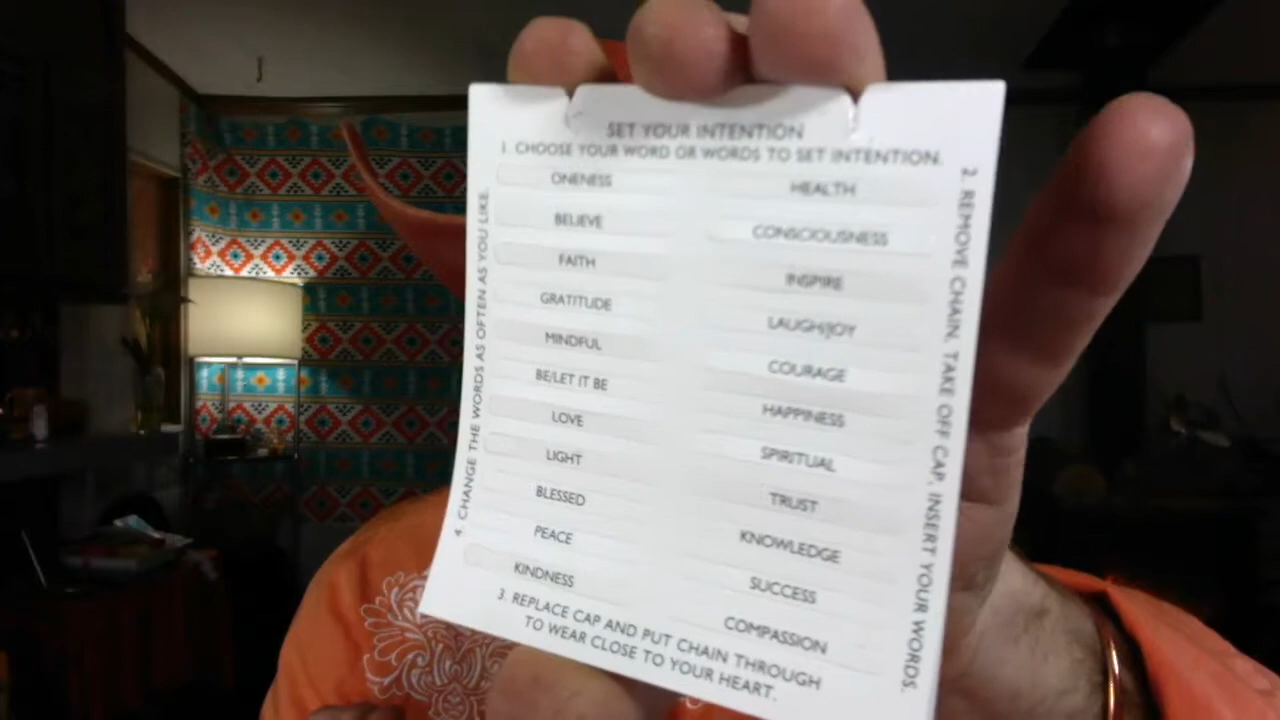 SET YOUR INTENTION
1. CHOOSE YOUR WORD OR WORDS TO SET INTENTION.
ONENESS
BELIEVE
FAITH
GRATITUDE
MINDFUL
BE/LET IT BE
LOVE
LIGHT
BLESSED
PEACE
KINDNESS
HEALTH
CONSCIOUSNESS
INSPIRE
LAUGH/JOY
COURAGE
HAPPINESS
SPIRITUAL
TRUST
KNOWLEDGE
SUCCESS
COMPASSION
2. REMOVE CHAIN, TAKE OFF CAP, INSERT YOUR WORDS.
3. REPLACE CAP AND PUT CHAIN THROUGH
TO WEAR CLOSE TO YOUR HEART.
4. CHANGE THE WORDS AS OFTEN AS YOU LIKE.